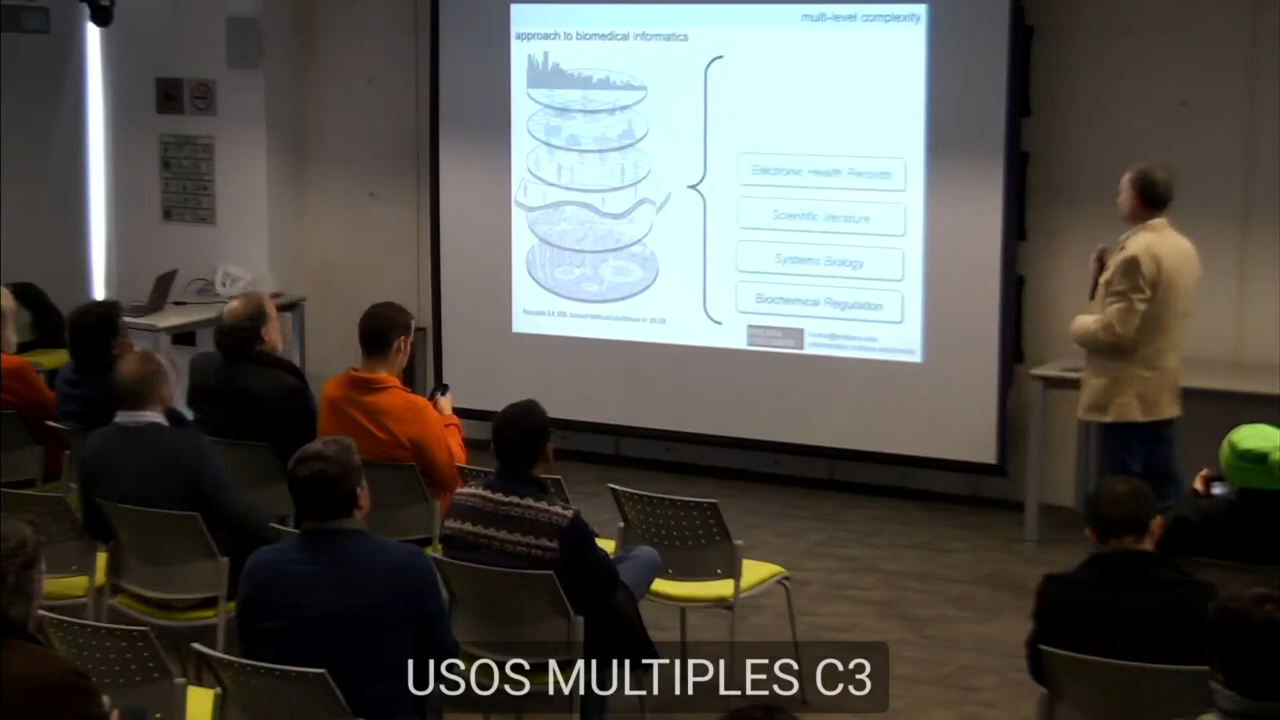 multi-level complexity
approach to biomedical informatics
Electronic Health Records
Scientific literature
Systems Biology
Biochemical Regulation
USOS MULTIPLES C3